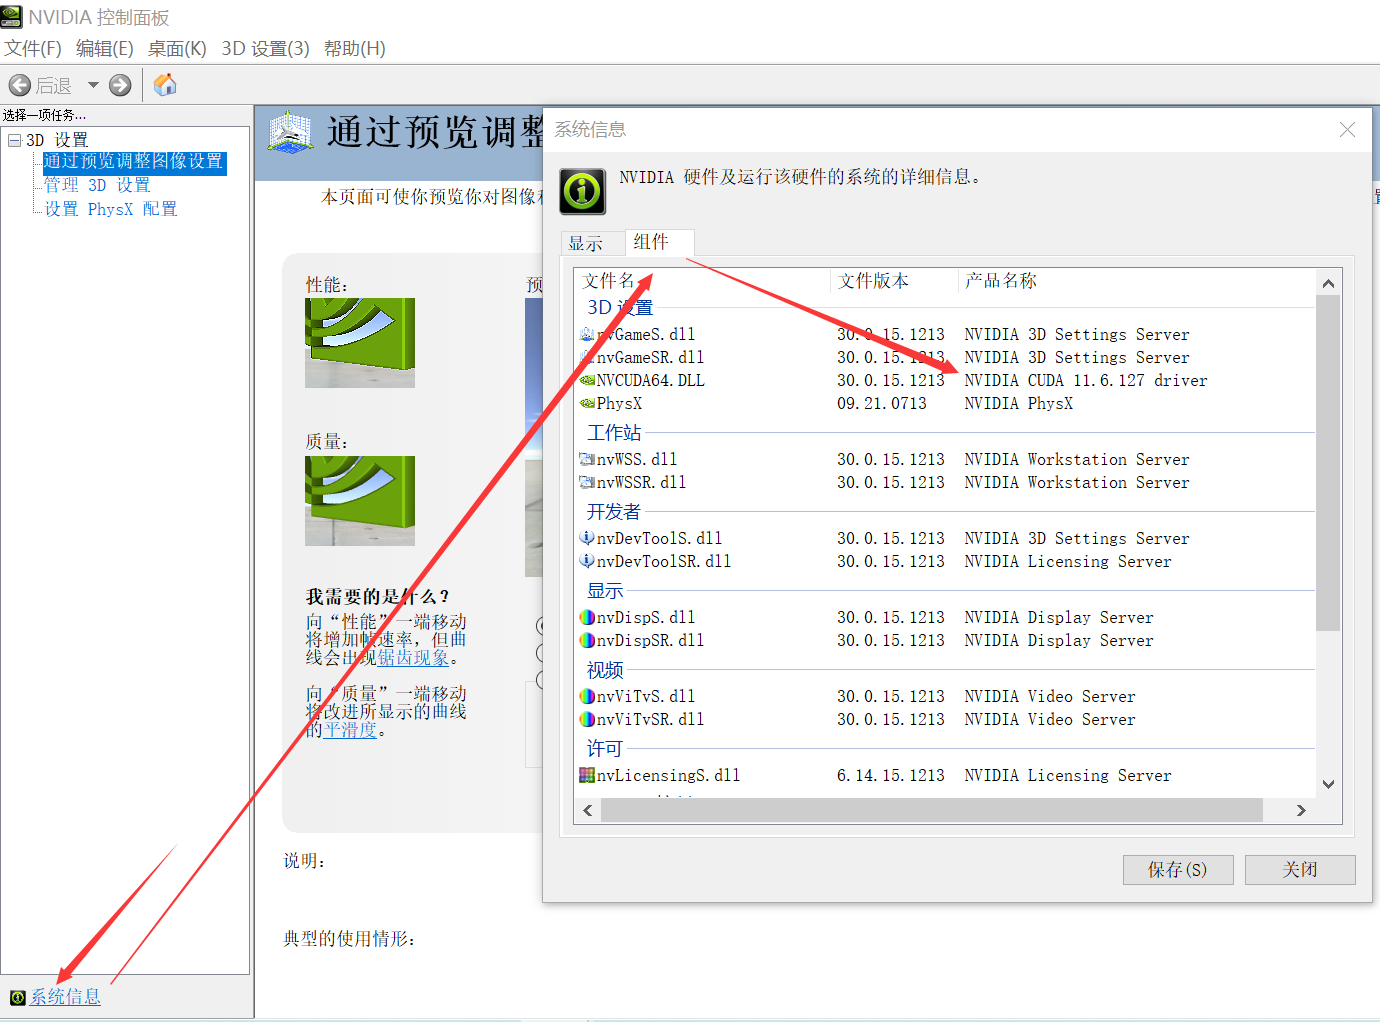 NVIDIA 控制面板
文件(F) 编辑(E) 桌面(K) 3D 设置(3) 帮助(H)
后退
选择一项任务...
3D 设置
通过预览调整图像设置
管理 3D 设置
设置 PhysX 配置
系统信息
通过预览调整
本页面可使你预览你对图像
性能:
预
质量:
我需要的是什么?
向“性能”一端移动
将增加帧速率，但曲
线会出现锯齿现象。
向“质量”一端移动
将改进所显示的曲线
的平滑度。
说明:
典型的使用情形:
系统信息
NVIDIA 硬件及运行该硬件的系统的详细信息。
显示 组件
文件名 文件版本 产品名称
3D 设置
nvGameS.dll 30.0.15.1213 NVIDIA 3D Settings Server
nvGameSR.dll 30.0.15.1213 NVIDIA 3D Settings Server
NVCUDA64.DLL 30.0.15.1213 NVIDIA CUDA 11.6.127 driver
PhysX 09.21.0713 NVIDIA PhysX
工作站
nvWSS.dll 30.0.15.1213 NVIDIA Workstation Server
nvWSSR.dll 30.0.15.1213 NVIDIA Workstation Server
开发者
nvDevToolS.dll 30.0.15.1213 NVIDIA 3D Settings Server
nvDevToolSR.dll 30.0.15.1213 NVIDIA Licensing Server
显示
nvDispS.dll 30.0.15.1213 NVIDIA Display Server
nvDispSR.dll 30.0.15.1213 NVIDIA Display Server
视频
nvViTvS.dll 30.0.15.1213 NVIDIA Video Server
nvViTvSR.dll 30.0.15.1213 NVIDIA Video Server
许可
nvLicensingS.dll 6.14.15.1213 NVIDIA Licensing Server
保存(S) 关闭